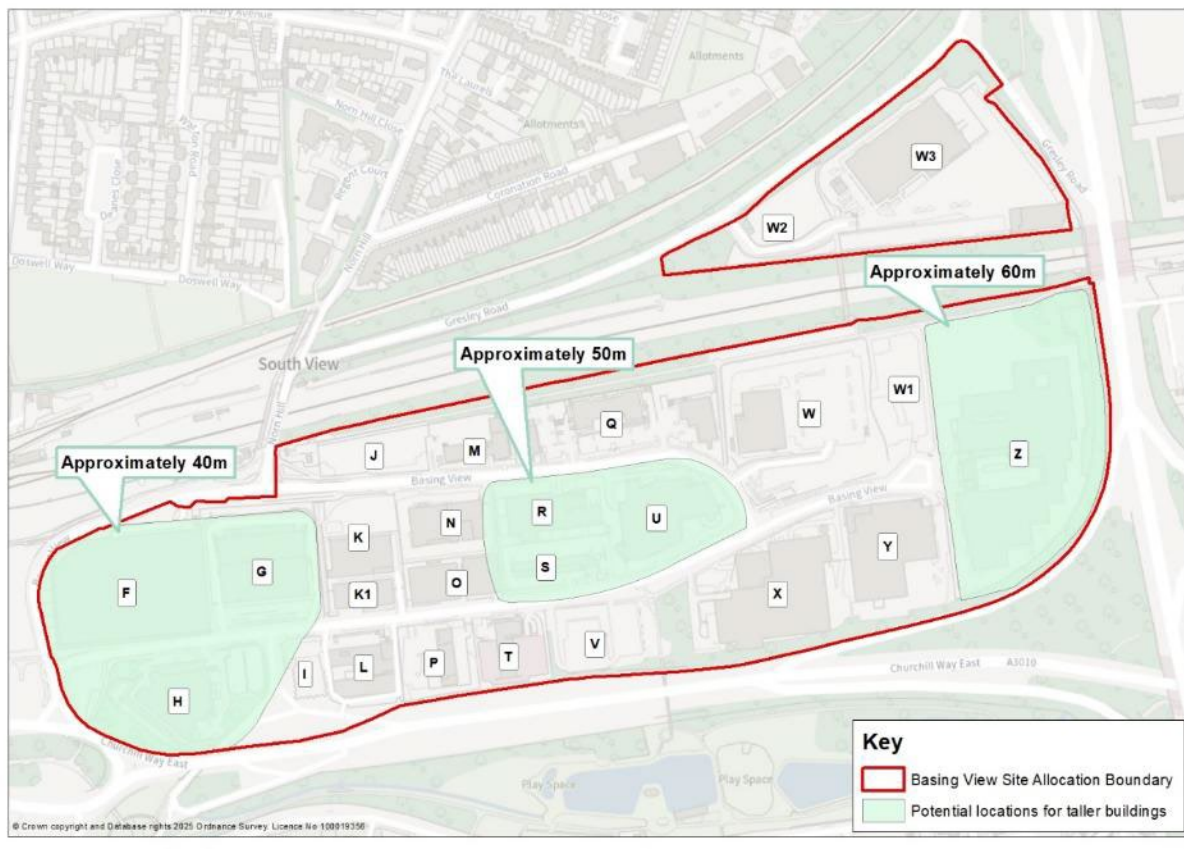 Allotments
The Laurels
Norn Hill Close
Allotments
Deanes Close
Regent Court
Coronation Road
Gresley Road
W3
W2
Doswell Way
Doswell Way
Norn Hill
Approximately 60m
Gresley Road
South View
Approximately 50m
Norn Hill
W1
W
Q
M
J
Approximately 40m
Basing View
Z
Basing View
R
U
N
K
Y
S
G
O
K1
F
X
V
T
P
L
I
H
Churchill Way East
A3010
Churchill Way East
Play Space
Play Space
Key
Basing View Site Allocation Boundary
Potential locations for taller buildings
© Crown copyright and Database rights 2025 Ordnance Survey. Licence No 100019356